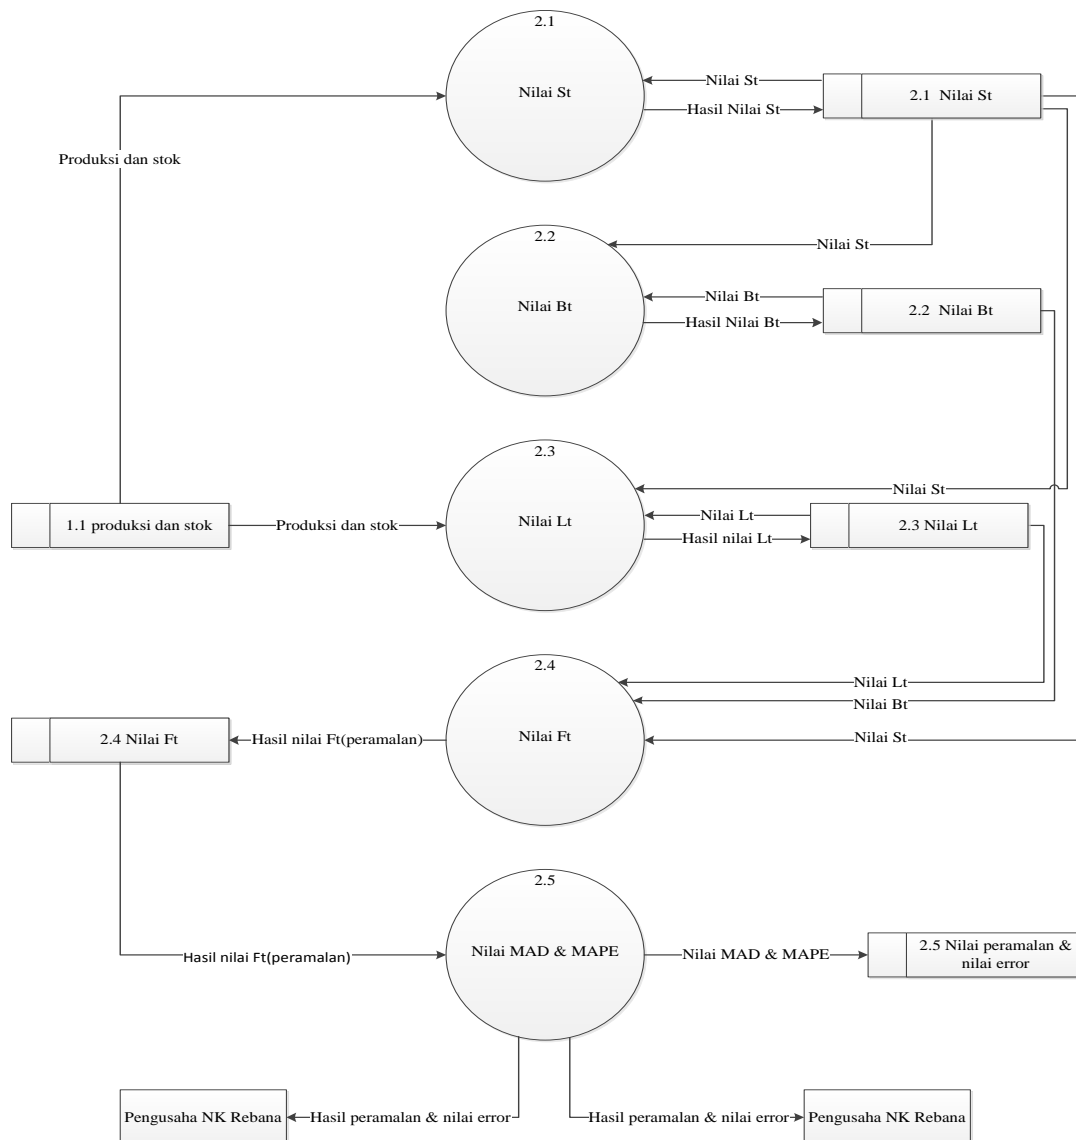 2.1
Nilai St
Nilai St
Hasil Nilai St
2.1 Nilai St
Produksi dan stok
2.2
Nilai St
Nilai Bt
Nilai Bt
Hasil Nilai Bt
2.2 Nilai Bt
2.3
Nilai St
1.1 produksi dan stok
Produksi dan stok
Nilai Lt
Nilai Lt
Hasil nilai Lt
2.3 Nilai Lt
2.4
Nilai Lt
Nilai Bt
2.4 Nilai Ft
Hasil nilai Ft(peramalan)
Nilai Ft
Nilai St
2.5
Hasil nilai Ft(peramalan)
Nilai MAD & MAPE
Nilai MAD & MAPE
2.5 Nilai peramalan &
nilai error
Pengusaha NK Rebana
Hasil peramalan & nilai error
Hasil peramalan & nilai error
Pengusaha NK Rebana